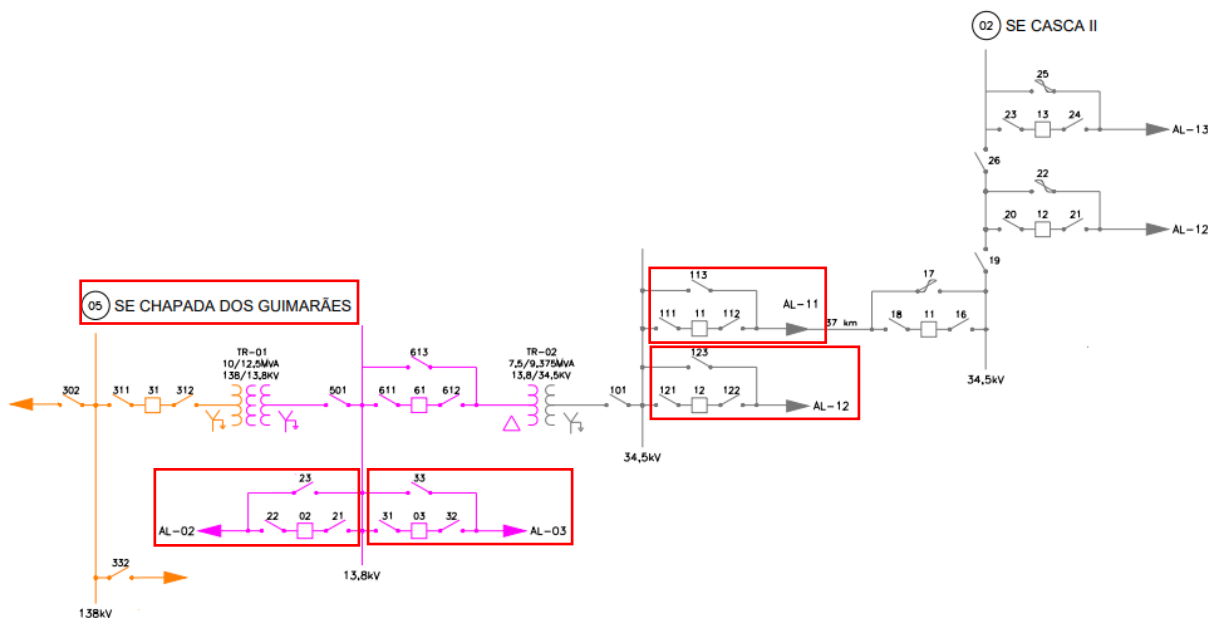 02 SE CASCA II
25
23 13 24
AL-13
26
22
20 12 21
AL-12
19
113
AL-11
17
05 SE CHAPADA DOS GUIMARÃES
111 11 112
37 km
18 11 16
TR-01
10/12,5MVA
138/13,8KV
613
TR-02
7,5/9,375MVA
13,8/34,5KV
123
302 311 31 312
501 611 61 612
101
121 12 122
AL-12
34,5kV
34,5kV
23
33
22 02 21
31 03 32
AL-02
AL-03
332
13,8kV
138kV